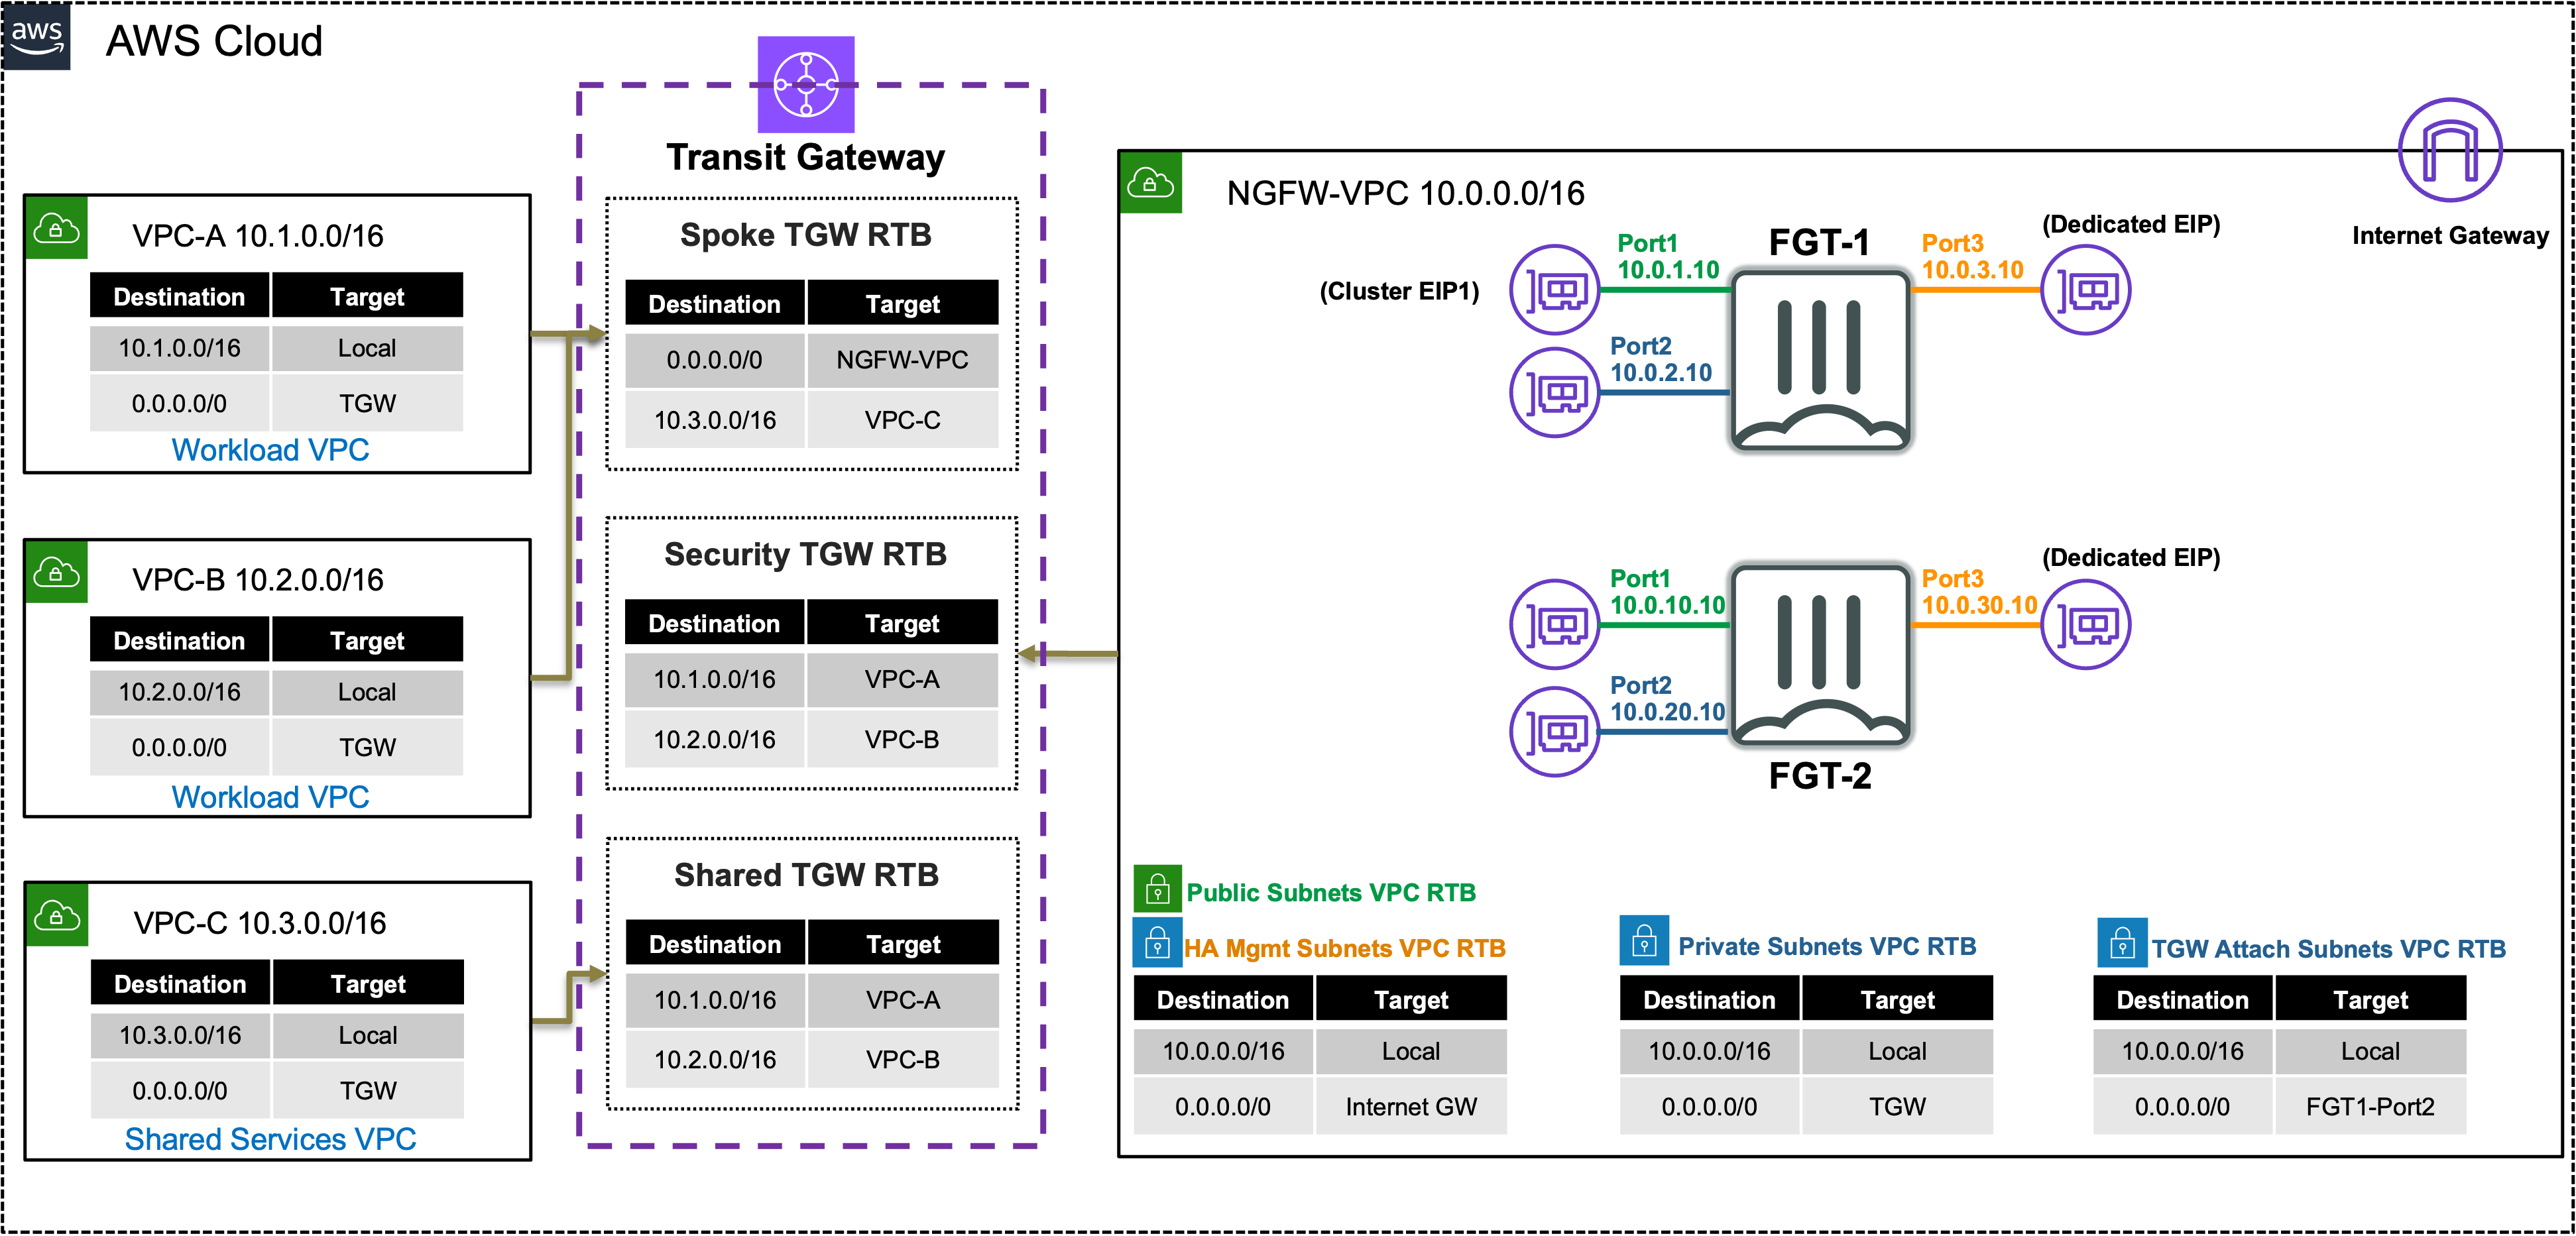 aws
AWS Cloud
Transit Gateway
VPC-A 10.1.0.0/16
Destination Target
10.1.0.0/16 Local
0.0.0.0/0 TGW
Workload VPC
VPC-B 10.2.0.0/16
Destination Target
10.2.0.0/16 Local
0.0.0.0/0 TGW
Workload VPC
VPC-C 10.3.0.0/16
Destination Target
10.3.0.0/16 Local
0.0.0.0/0 TGW
Shared Services VPC
Spoke TGW RTB
Destination Target
0.0.0.0/0 NGFW-VPC
10.3.0.0/16 VPC-C
Security TGW RTB
Destination Target
10.1.0.0/16 VPC-A
10.2.0.0/16 VPC-B
Shared TGW RTB
Destination Target
10.1.0.0/16 VPC-A
10.2.0.0/16 VPC-B
NGFW-VPC 10.0.0.0/16
Internet Gateway
(Cluster EIP1)
Port1
10.0.1.10
Port2
10.0.2.10
FGT-1
Port3
10.0.3.10
(Dedicated EIP)
Port1
10.0.10.10
Port2
10.0.20.10
FGT-2
Port3
10.0.30.10
(Dedicated EIP)
Public Subnets VPC RTB
HA Mgmt Subnets VPC RTB
Destination Target
10.0.0.0/16 Local
0.0.0.0/0 Internet GW
Private Subnets VPC RTB
Destination Target
10.0.0.0/16 Local
0.0.0.0/0 TGW
TGW Attach Subnets VPC RTB
Destination Target
10.0.0.0/16 Local
0.0.0.0/0 FGT1-Port2